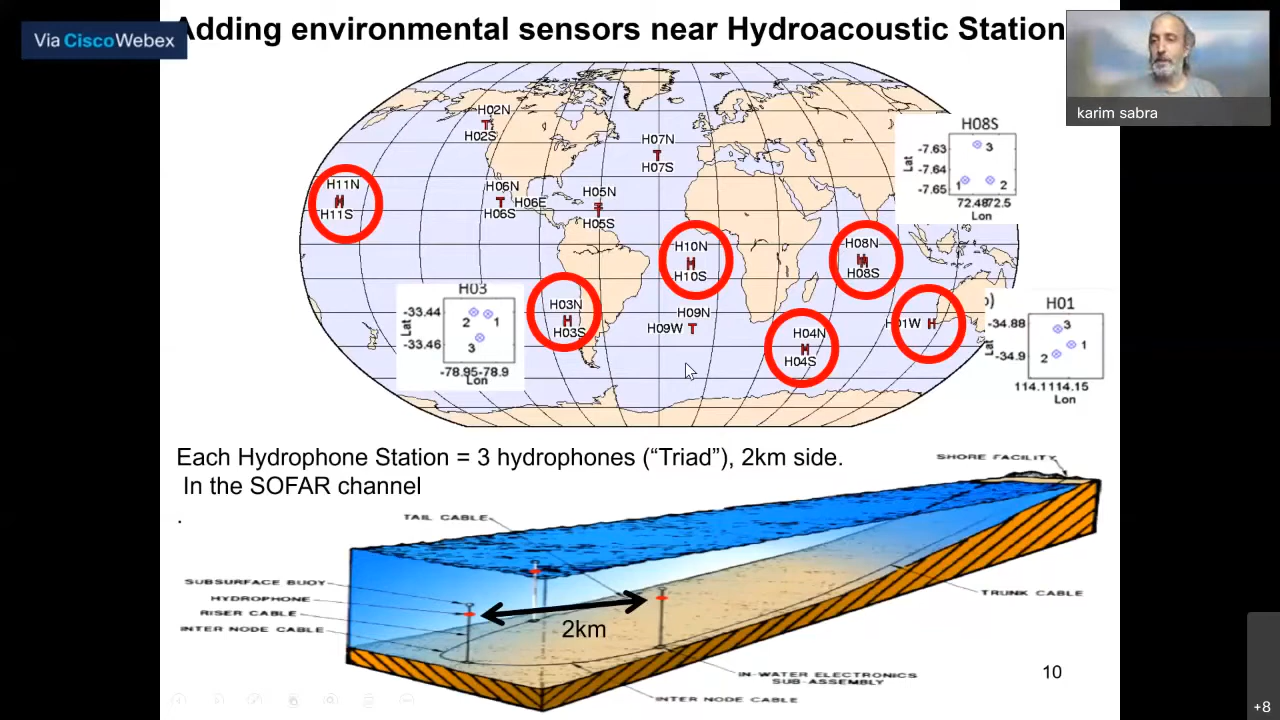 Adding environmental sensors near Hydroacoustic Station
Via Cisco Webex
karim sabra
H02N
H02S
H07N
H07S
H08S
-7.63
-7.64
-7.65
Lat
3
1
2
72.48 72.5
Lon
H11N
H11S
H06N
H06E
H06S
H05N
H05S
H10N
H10S
H08N
H08S
H03
-33.44
-33.46
Lat
2
1
3
-78.95-78.9
Lon
H03N
H03S
H09N
H09W
H04N
H04S
H01W
H01
-34.88
-34.9
Lat
3
1
2
114.1114.15
Lon
Each Hydrophone Station = 3 hydrophones (“Triad”), 2km side.
In the SOFAR channel
.
SHORE FACILITY
TAIL CABLE
SUBSURFACE BUOY
HYDROPHONE
RISER CABLE
INTER NODE CABLE
2km
TRUNK CABLE
IN-WATER ELECTRONICS
SUB-ASSEMBLY
INTER NODE CABLE
10
+8